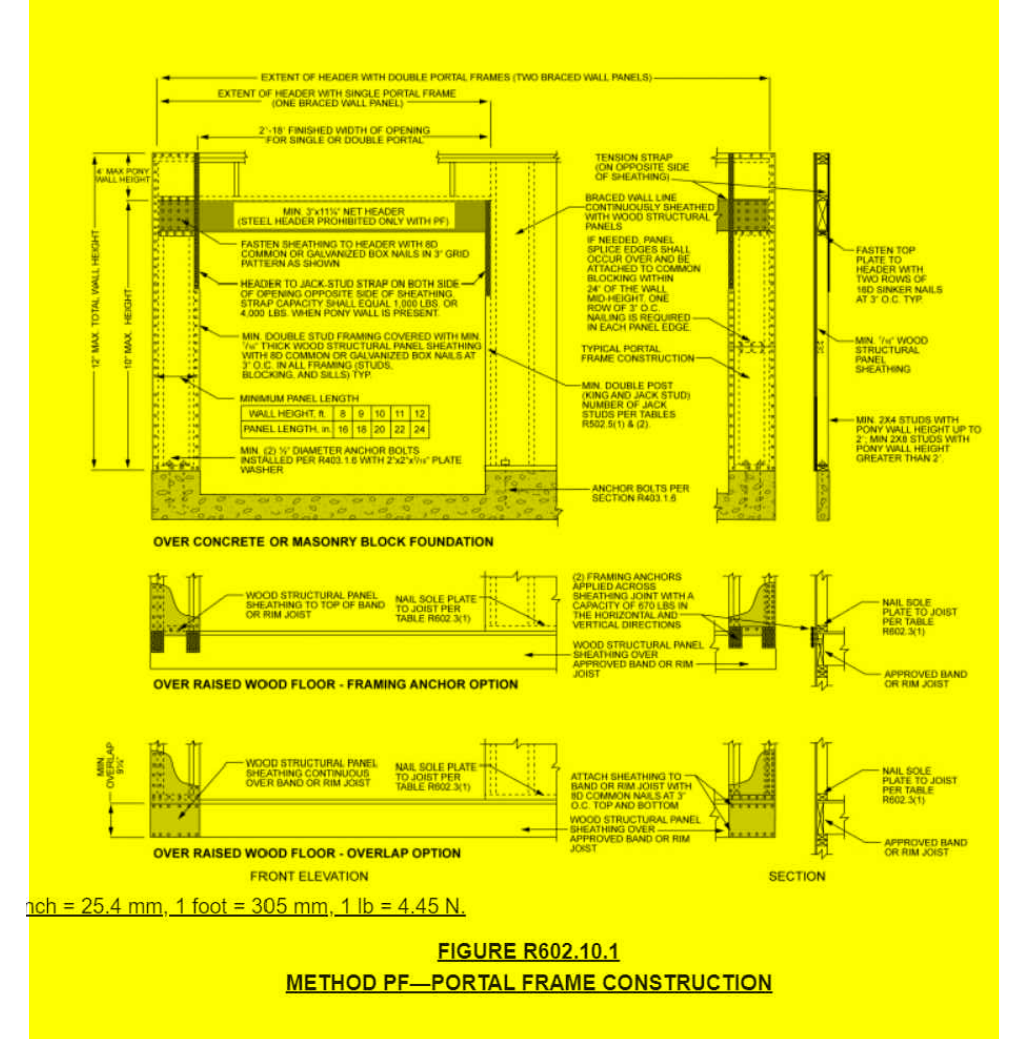 EXTENT OF HEADER WITH DOUBLE PORTAL FRAMES (TWO BRACED WALL PANELS)
EXTENT OF HEADER WITH SINGLE PORTAL FRAME
(ONE BRACED WALL PANEL)
2'-18' FINISHED WIDTH OF OPENING
FOR SINGLE OR DOUBLE PORTAL
4' MAX PONY
WALL HEIGHT
12' MAX. TOTAL WALL HEIGHT
10' MAX. HEIGHT
MIN. 3"x11¼" NET HEADER
(STEEL HEADER PROHIBITED ONLY WITH PF)
FASTEN SHEATHING TO HEADER WITH 8D
COMMON OR GALVANIZED BOX NAILS IN 3" GRID
PATTERN AS SHOWN
HEADER TO JACK-STUD STRAP ON BOTH SIDE
OF OPENING OPPOSITE SIDE OF SHEATHING.
STRAP CAPACITY SHALL EQUAL 1,000 LBS. OR
4,000 LBS. WHEN PONY WALL IS PRESENT.
MIN. DOUBLE STUD FRAMING COVERED WITH MIN.
7/16" THICK WOOD STRUCTURAL PANEL SHEATHING
WITH 8D COMMON OR GALVANIZED BOX NAILS AT
3" O.C. IN ALL FRAMING (STUDS,
BLOCKING, AND SILLS) TYP.
MINIMUM PANEL LENGTH
WALL HEIGHT, ft. 8 9 10 11 12
PANEL LENGTH, in. 16 18 20 22 24
MIN. (2) ½" DIAMETER ANCHOR BOLTS
INSTALLED PER R403.1.6 WITH 2"x2"x3/16" PLATE
WASHER
TENSION STRAP
(ON OPPOSITE SIDE
OF SHEATHING)
BRACED WALL LINE
CONTINUOUSLY SHEATHED
WITH WOOD STRUCTURAL
PANELS
IF NEEDED, PANEL
SPLICE EDGES SHALL
OCCUR OVER AND BE
ATTACHED TO COMMON
BLOCKING WITHIN
24" OF THE WALL
MID-HEIGHT, ONE
ROW OF 3" O.C.
NAILING IS REQUIRED
IN EACH PANEL EDGE.
TYPICAL PORTAL
FRAME CONSTRUCTION
MIN. DOUBLE POST
(KING AND JACK STUD)
NUMBER OF JACK
STUDS PER TABLES
R502.5(1) & (2).
ANCHOR BOLTS PER
SECTION R403.1.6
FASTEN TOP
PLATE TO
HEADER WITH
TWO ROWS OF
16D SINKER NAILS
AT 3" O.C. TYP.
MIN. 7/16" WOOD
STRUCTURAL
PANEL
SHEATHING
MIN. 2X4 STUDS WITH
PONY WALL HEIGHT UP TO
2'; MIN 2X6 STUDS WITH
PONY WALL HEIGHT
GREATER THAN 2'.
OVER CONCRETE OR MASONRY BLOCK FOUNDATION
WOOD STRUCTURAL PANEL
SHEATHING TO TOP OF BAND
OR RIM JOIST
NAIL SOLE PLATE
TO JOIST PER
TABLE R602.3(1)
(2) FRAMING ANCHORS
APPLIED ACROSS
SHEATHING JOINT WITH A
CAPACITY OF 670 LBS IN
THE HORIZONTAL AND
VERTICAL DIRECTIONS
WOOD STRUCTURAL PANEL
SHEATHING OVER
APPROVED BAND OR RIM
JOIST
NAIL SOLE
PLATE TO JOIST
PER TABLE
R602.3(1)
APPROVED BAND
OR RIM JOIST
OVER RAISED WOOD FLOOR - FRAMING ANCHOR OPTION
MIN.
OVERLAP
9¼"
WOOD STRUCTURAL PANEL
SHEATHING CONTINUOUS
OVER BAND OR RIM JOIST
NAIL SOLE PLATE
TO JOIST PER
TABLE R602.3(1)
ATTACH SHEATHING TO
BAND OR RIM JOIST WITH
8D COMMON NAILS AT 3"
O.C. TOP AND BOTTOM
WOOD STRUCTURAL PANEL
SHEATHING OVER
APPROVED BAND OR RIM
JOIST
NAIL SOLE
PLATE TO JOIST
PER TABLE
R602.3(1)
APPROVED BAND
OR RIM JOIST
OVER RAISED WOOD FLOOR - OVERLAP OPTION
FRONT ELEVATION
SECTION
nch = 25.4 mm, 1 foot = 305 mm, 1 lb = 4.45 N.
FIGURE R602.10.1
METHOD PF—PORTAL FRAME CONSTRUCTION